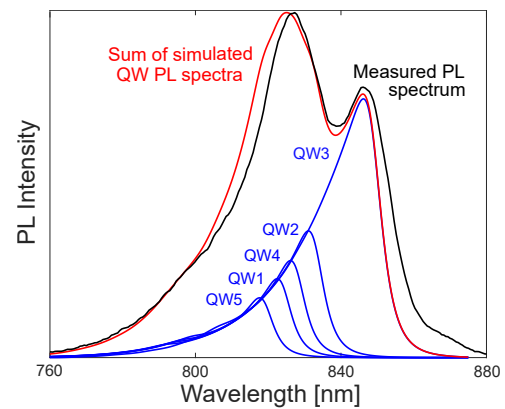 Sum of simulated
QW PL spectra
Measured PL
spectrum
QW3
QW2
QW4
QW1
QW5
PL Intensity
760
800
840
880
Wavelength [nm]